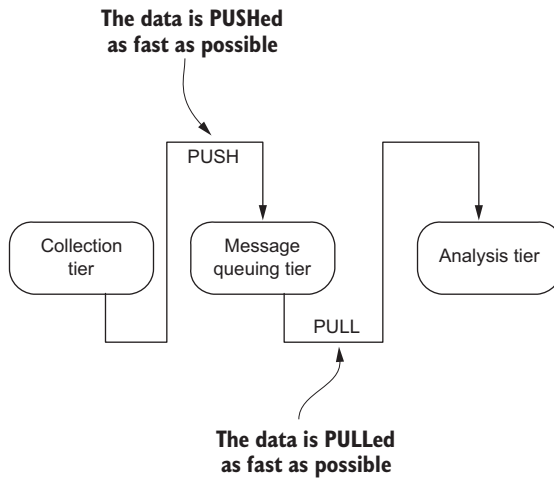 The data is PUSHed
as fast as possible
PUSH
Collection
tier
Message
queuing tier
Analysis tier
PULL
The data is PULLed
as fast as possible